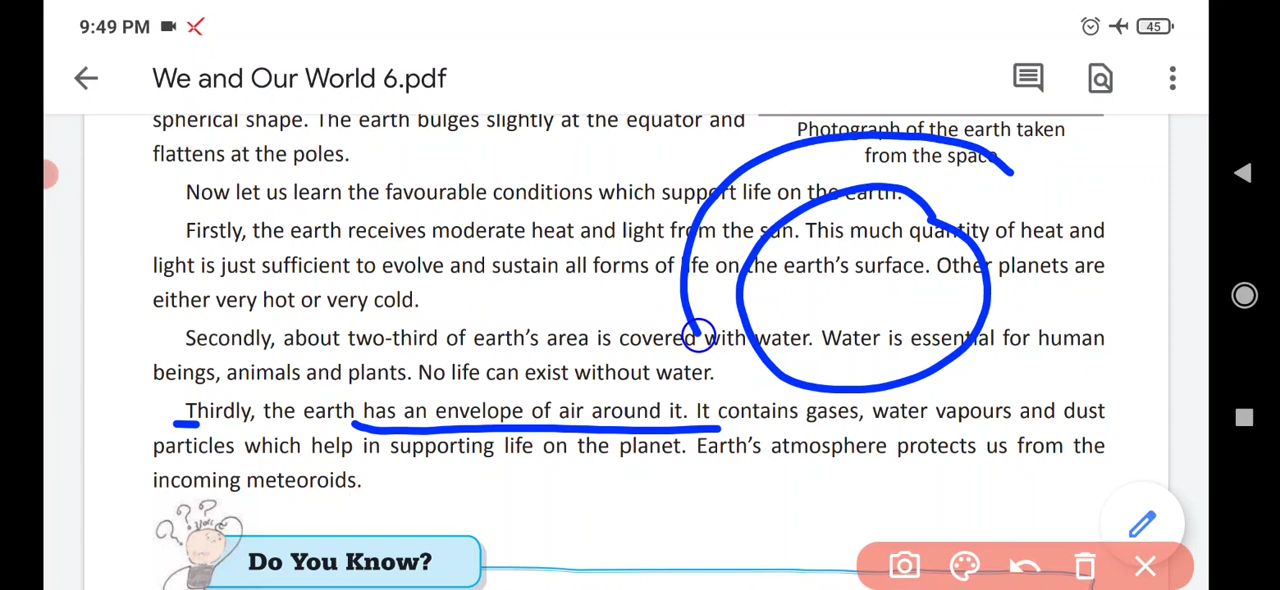 9:49 PM
45
We and Our World 6.pdf
spherical shape. The earth bulges slightly at the equator and
flattens at the poles.
Photograph of the earth taken
from the space
Now let us learn the favourable conditions which support life on the earth.
Firstly, the earth receives moderate heat and light from the sun. This much quantity of heat and
light is just sufficient to evolve and sustain all forms of life on the earth's surface. Other planets are
either very hot or very cold.
Secondly, about two-third of earth's area is covered with water. Water is essential for human
beings, animals and plants. No life can exist without water.
Thirdly, the earth has an envelope of air around it. It contains gases, water vapours and dust
particles which help in supporting life on the planet. Earth's atmosphere protects us from the
incoming meteoroids.
???
Do You Know?